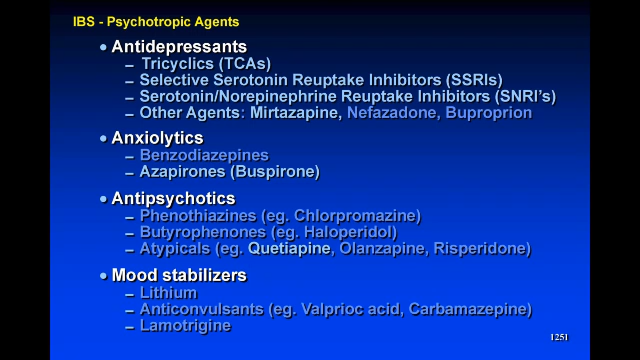 IBS - Psychotropic Agents
• Antidepressants
– Tricyclics (TCAs)
– Selective Serotonin Reuptake Inhibitors (SSRIs)
– Serotonin/Norepinephrine Reuptake Inhibitors (SNRI's)
– Other Agents: Mirtazapine, Nefazadone, Buproprion
• Anxiolytics
– Benzodiazepines
– Azapirones (Buspirone)
• Antipsychotics
– Phenothiazines (eg. Chlorpromazine)
– Butyrophenones (eg. Haloperidol)
– Atypicals (eg. Quetiapine, Olanzapine, Risperidone)
• Mood stabilizers
– Lithium
– Anticonvulsants (eg. Valprioc acid, Carbamazepine)
– Lamotrigine
1251